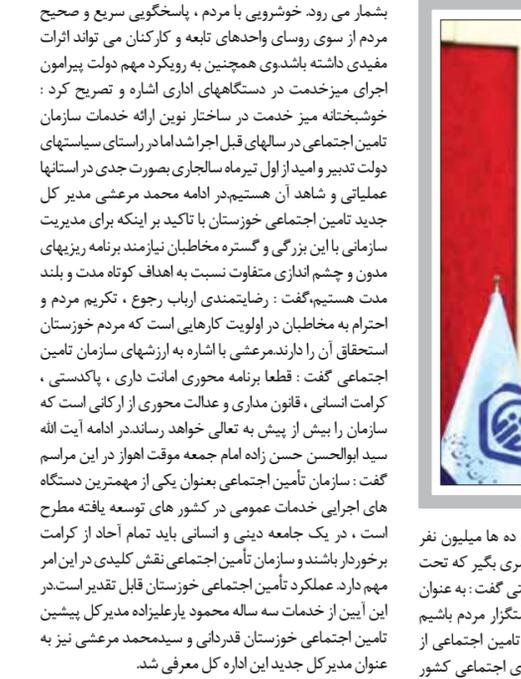 بشمار می رود. خوشرویی با مردم ، پاسخگویی سریع و صحیح
مردم از سوی روسای واحدهای تابعه و کارکنان می تواند اثرات
مفیدی داشته باشد.وی همچنین به رویکرد مهم دولت پیرامون
اجرای میزخدمت در دستگاههای اداری اشاره و تصریح کرد :
خوشبختانه میز خدمت در ساختار نوین ارائه خدمات سازمان
تامین اجتماعی در سالهای قبل اجرا شد اما در راستای سیاستهای
دولت تدبیر و امید از اول تیرماه سالجاری بصورت جدی در استانها
عملیاتی و شاهد آن هستیم.در ادامه محمد مرعشی مدیر کل
جدید تامین اجتماعی خوزستان با تاکید بر اینکه برای مدیریت
سازمانی با این بزرگی و گستره مخاطبان نیازمند برنامه ریزیهای
مدون و چشم اندازی متفاوت نسبت به اهداف کوتاه مدت و بلند
مدت هستیم،گفت : رضایتمندی ارباب رجوع ، تکریم مردم و
احترام به مخاطبان در اولویت کارهایی است که مردم خوزستان
استحقاق آن را دارند.مرعشی با اشاره به ارزشهای سازمان تامین
اجتماعی گفت : قطعا برنامه محوری امانت داری ، پاکدستی ،
کرامت انسانی ، قانون مداری و عدالت محوری از ارکانی است که
سازمان را بیش از پیش به تعالی خواهد رساند.در ادامه آیت الله
سید ابوالحسن حسن زاده امام جمعه موقت اهواز در این مراسم
گفت : سازمان تأمین اجتماعی بعنوان یکی از مهمترین دستگاه
های اجرایی خدمات عمومی در کشور های توسعه یافته مطرح
است ، در یک جامعه دینی و انسانی باید تمام آحاد از کرامت
برخوردار باشند و سازمان تأمین اجتماعی نقش کلیدی در این امر
مهم دارد. عملکرد تأمین اجتماعی خوزستان قابل تقدیر است.در
این آیین از خدمات سه ساله محمود یارعلیزاده مدیر کل پیشین
تامین اجتماعی خوزستان قدردانی و سیدمحمد مرعشی نیز به
عنوان مدیر کل جدید این اداره کل معرفی شد.
ده ها میلیون نفر
بگیر که تحت
گفت : به عنوان
مردم باشیم
تامین اجتماعی از
اجتماعی کشور